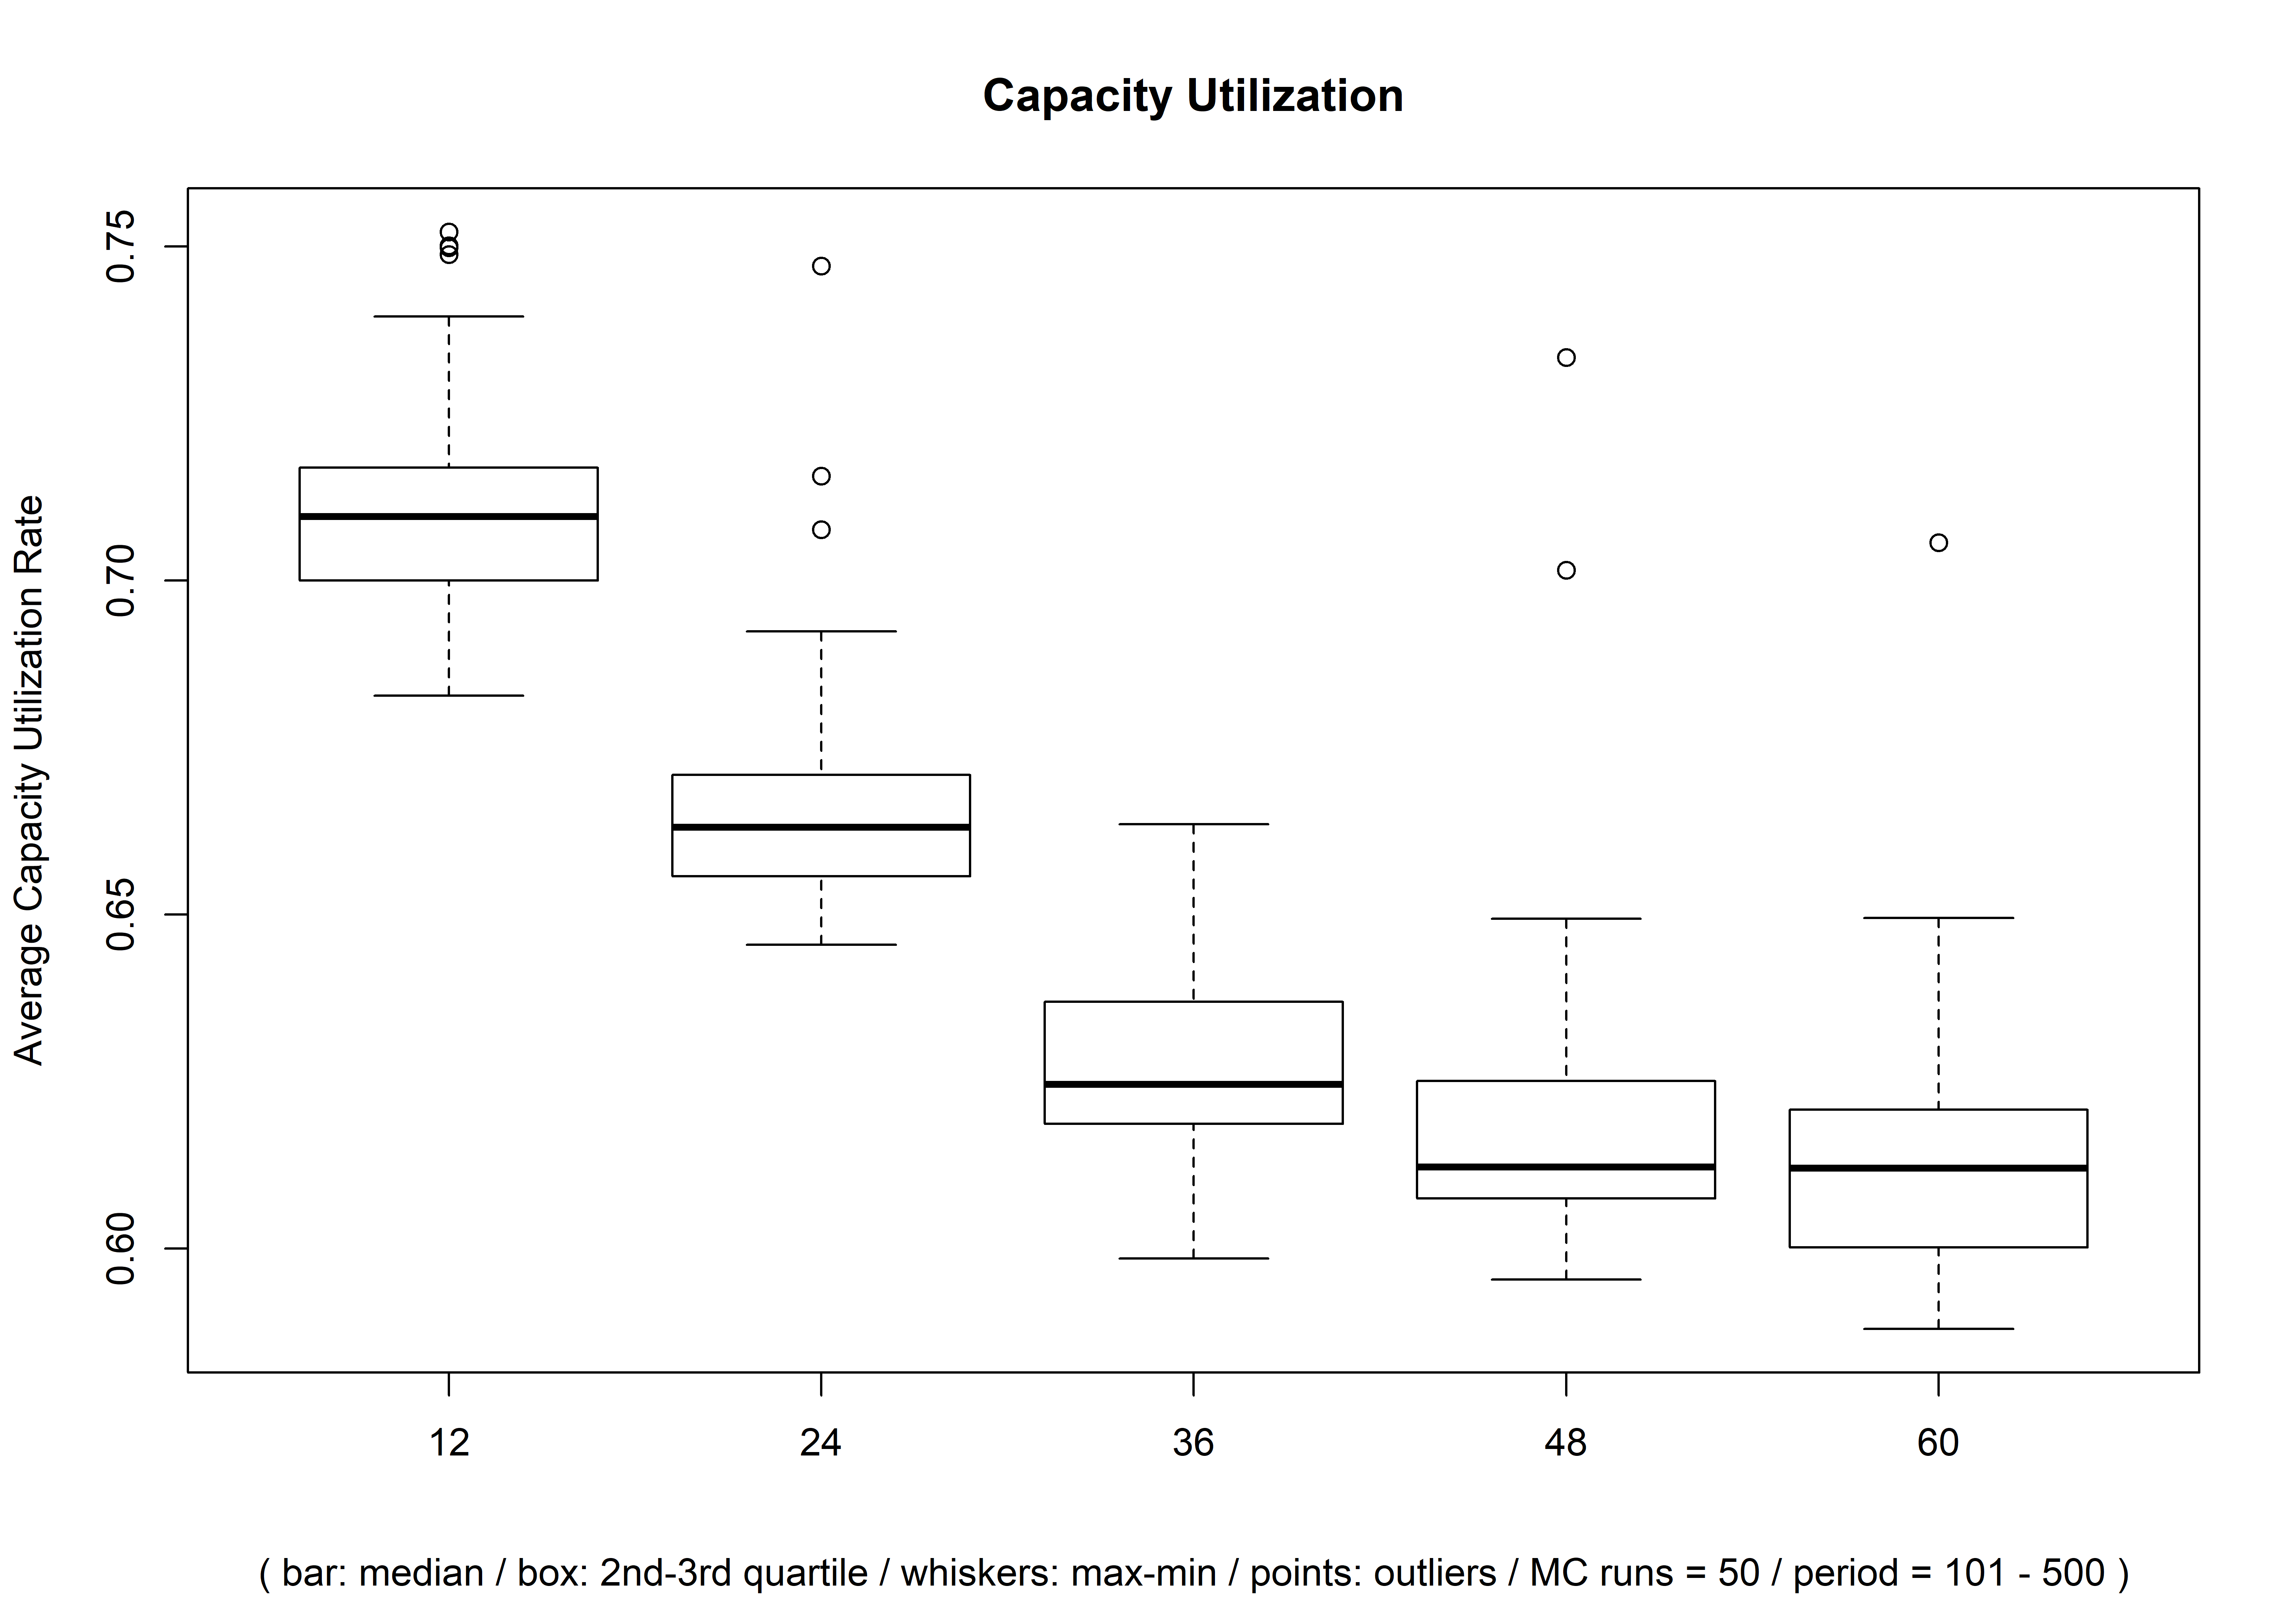 Capacity Utilization
Average Capacity Utilization Rate
0.75
0.70
0.65
0.60
12 24 36 48 60
( bar: median / box: 2nd-3rd quartile / whiskers: max-min / points: outliers / MC runs = 50 / period = 101 - 500 )